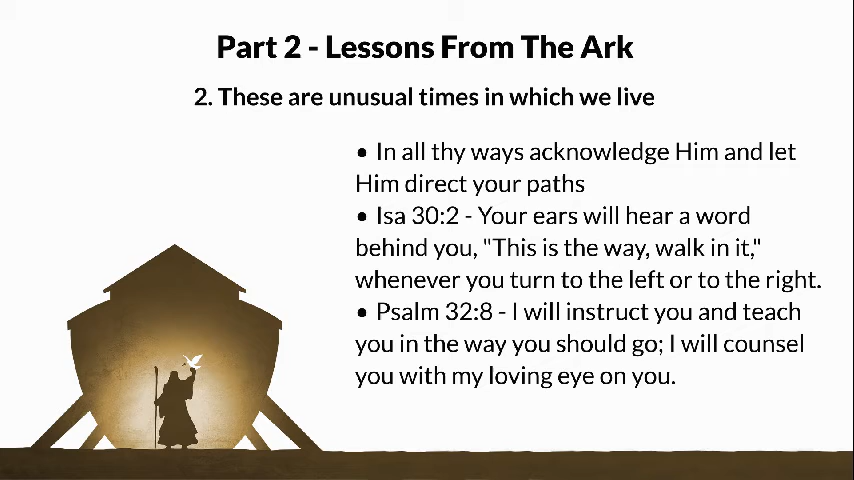 Part 2 - Lessons From The Ark
2. These are unusual times in which we live
• In all thy ways acknowledge Him and let
Him direct your paths
• Isa 30:2 - Your ears will hear a word
behind you, "This is the way, walk in it,"
whenever you turn to the left or to the right.
• Psalm 32:8 - I will instruct you and teach
you in the way you should go; I will counsel
you with my loving eye on you.